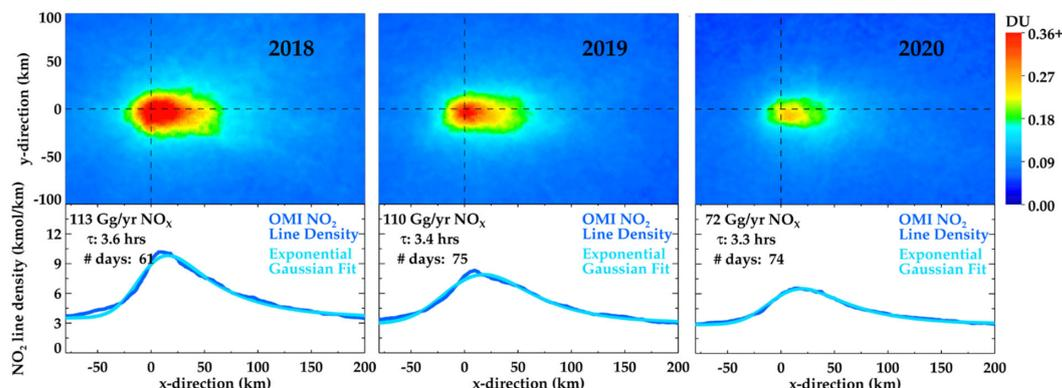 DU
100
50
0
-50
-100
y-direction (km)
2018
2019
2020
0.36+
0.27
0.18
0.09
0.00
NO2 line density (kmol/km)
12
9
6
3
0
113 Gg/yr NOx
τ: 3.6 hrs
# days: 61
OMI NO2
Line Density
Exponential
Gaussian Fit
110 Gg/yr NOx
τ: 3.4 hrs
# days: 75
OMI NO2
Line Density
Exponential
Gaussian Fit
72 Gg/yr NOx
τ: 3.3 hrs
# days: 74
OMI NO2
Line Density
Exponential
Gaussian Fit
-50 0 50 100 150 200
-50 0 50 100 150 200
-50 0 50 100 150 200
x-direction (km)
x-direction (km)
x-direction (km)